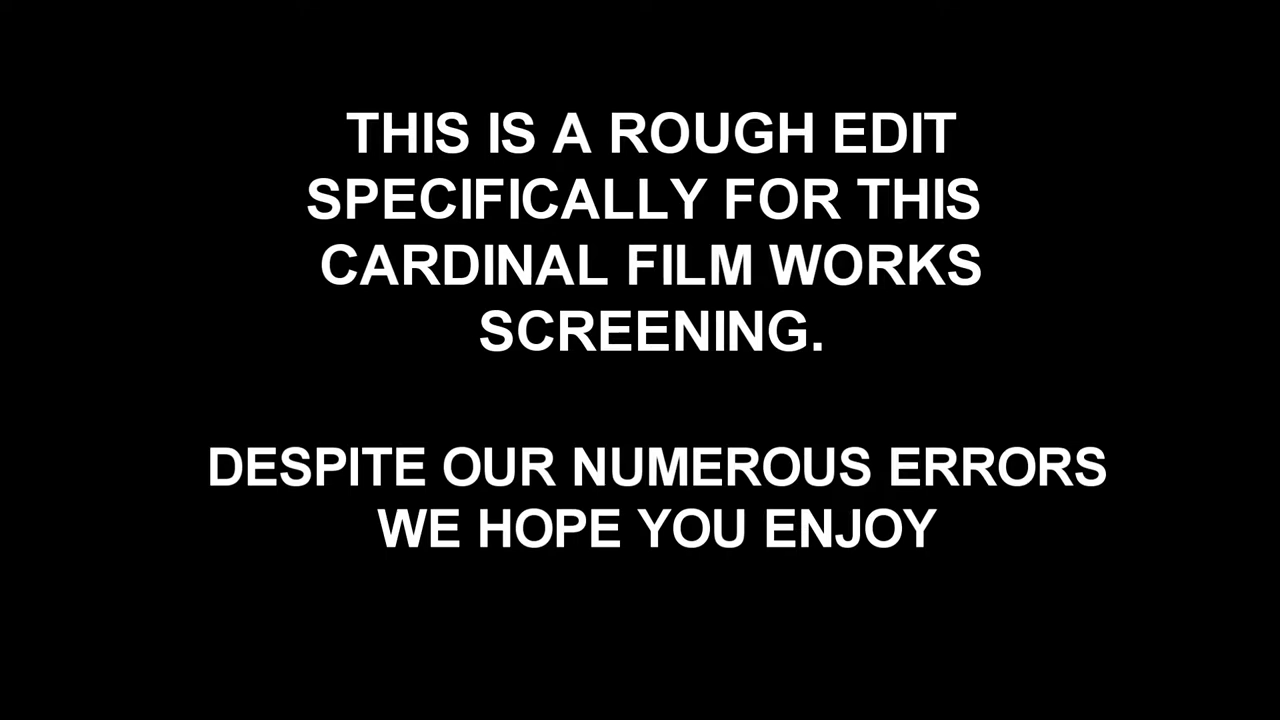 THIS IS A ROUGH EDIT
SPECIFICALLY FOR THIS
CARDINAL FILM WORKS
SCREENING.
DESPITE OUR NUMEROUS ERRORS
WE HOPE YOU ENJOY